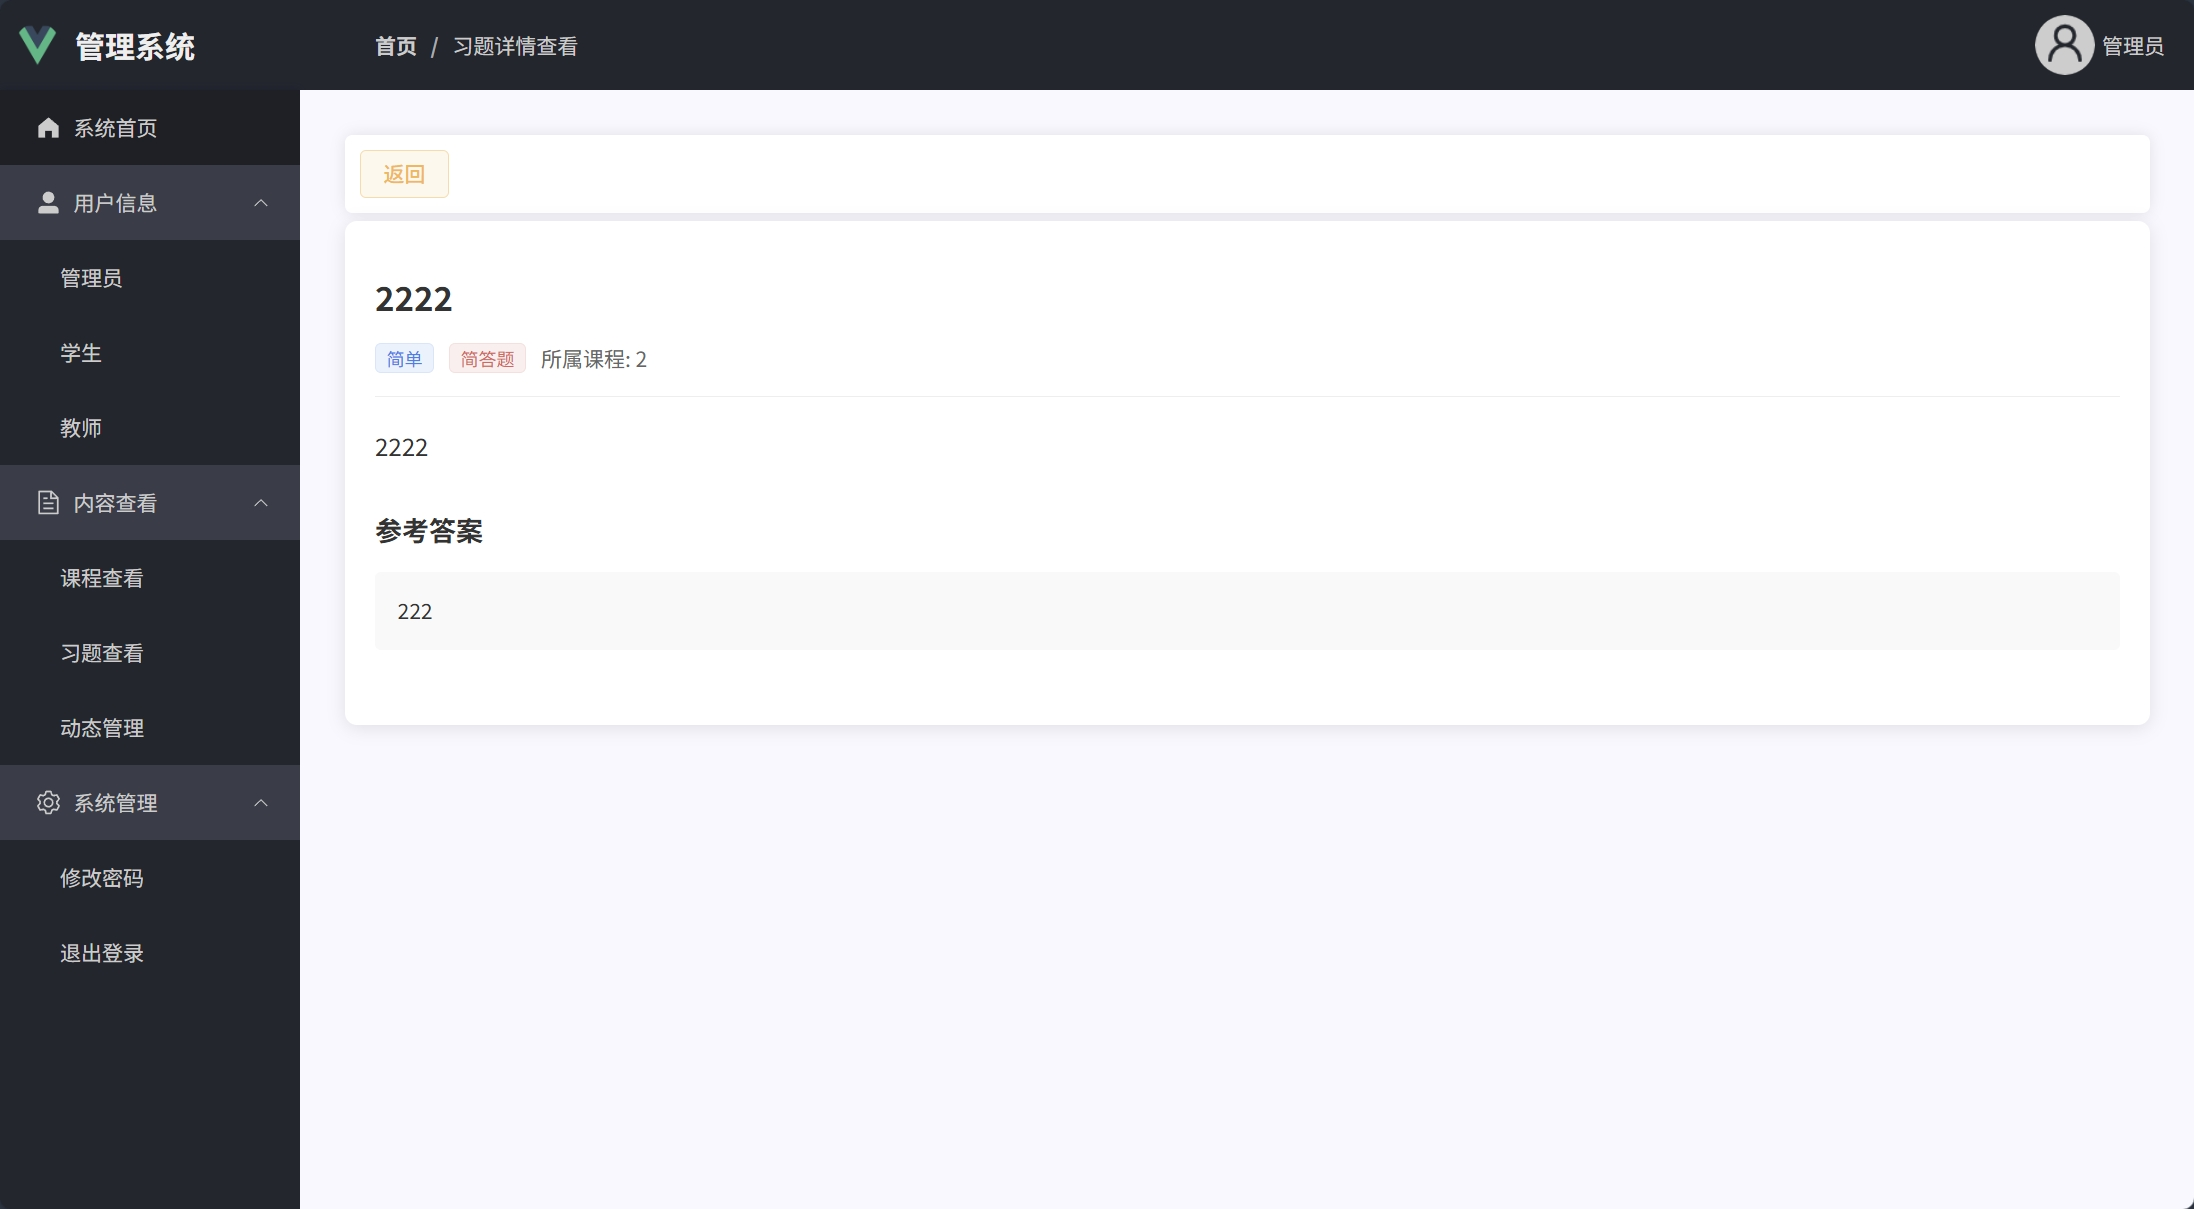 管理系统
首页 / 习题详情查看
管理员
系统首页
用户信息
管理员
学生
教师
内容查看
课程查看
习题查看
动态管理
系统管理
修改密码
退出登录
返回
2222
简单 简答题 所属课程: 2
2222
参考答案
222